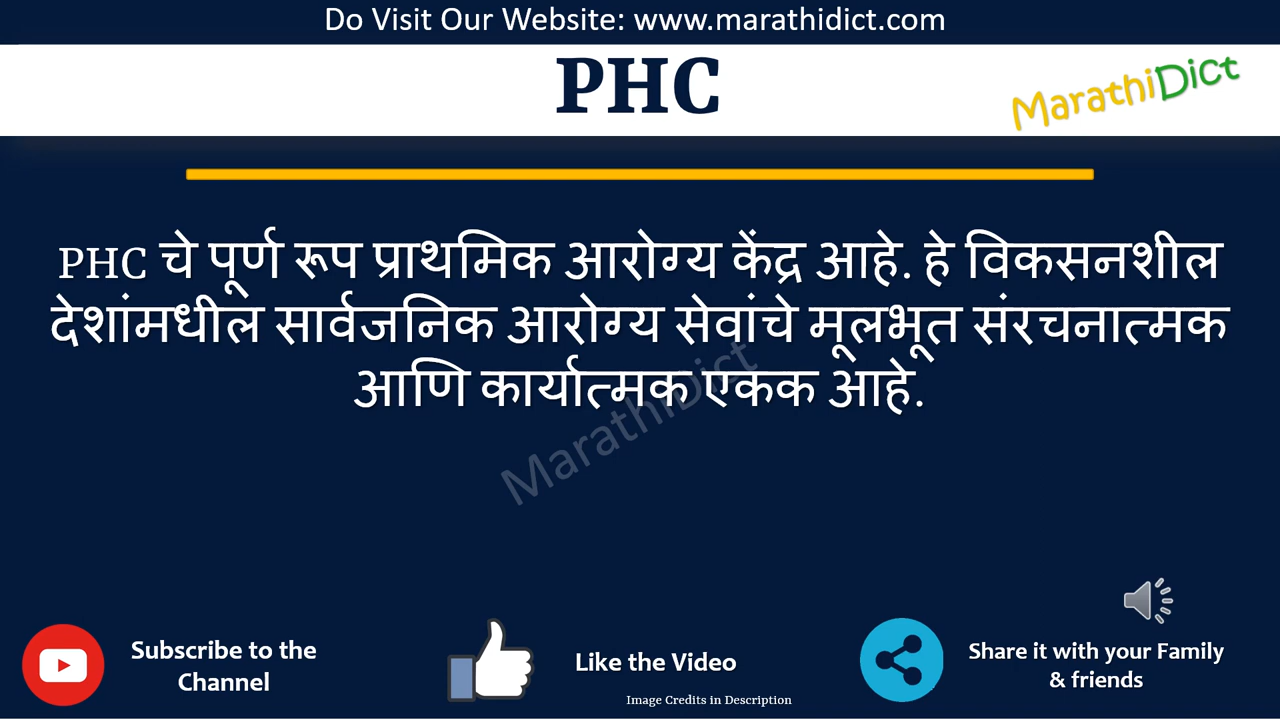 Do Visit Our Website: www.marathidict.com
PHC
MarathiDict
PHC चे पूर्ण रूप प्राथमिक आरोग्य केंद्र आहे. हे विकसनशील
देशांमधील सार्वजनिक आरोग्य सेवांचे मूलभूत संरचनात्मक
आणि कार्यात्मक एकक आहे.
MarathiDict
Subscribe to the
Channel
Like the Video
Share it with your Family
& friends
Image Credits in Description